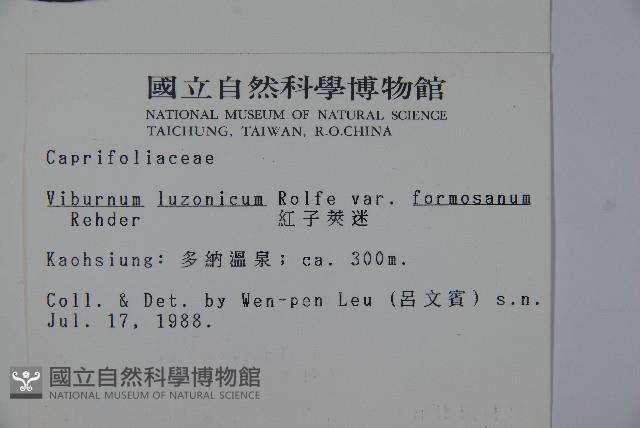 國立自然科學博物館
NATIONAL MUSEUM OF NATURAL SCIENCE
TAICHUNG, TAIWAN, R.O.CHINA
Caprifoliaceae
Viburnum luzonicum Rolfe var. formosanum
Rehder 紅子莢迷
Kaohsiung: 多納溫泉; ca. 300m.
Coll. & Det. by Wen-pen Leu (呂文賓) s.n.
Jul. 17, 1988.
國立自然科學博物館
NATIONAL MUSEUM OF NATURAL SCIENCE